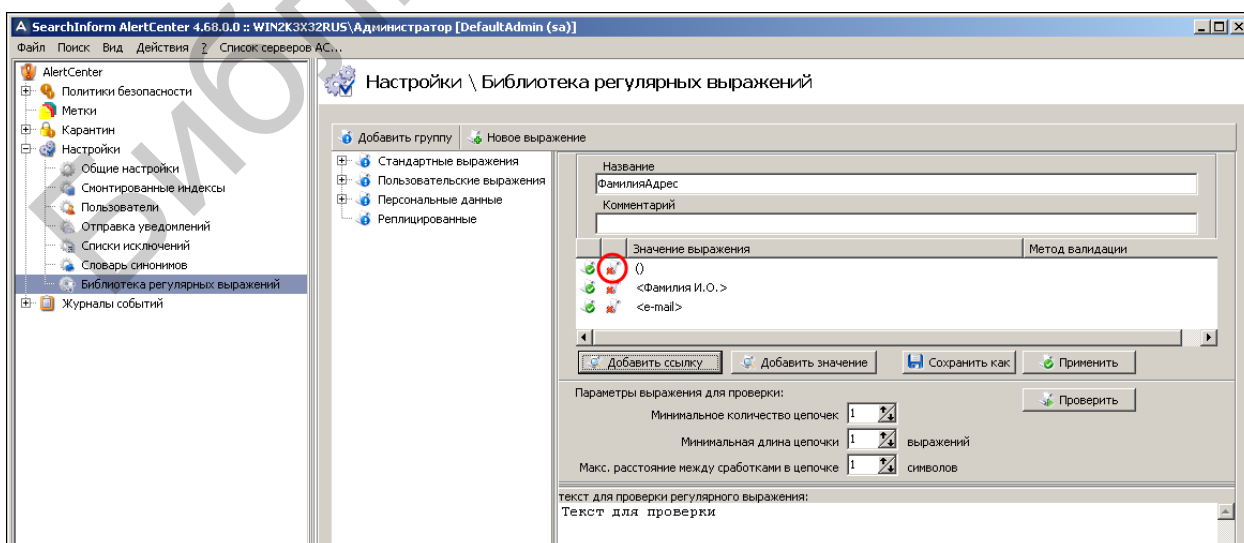 SearchInform AlertCenter 4.68.0.0 :: WIN2K3X32RUS\Администратор [DefaultAdmin (sa)]
Файл Поиск Вид Действия ? Список серверов АС...
AlertCenter
Политики безопасности
Метки
Карантин
Настройки
Общие настройки
Смонтированные индексы
Пользователи
Отправка уведомлений
Списки исключений
Словарь синонимов
Библиотека регулярных выражений
Журналы событий
Настройки \ Библиотека регулярных выражений
Добавить группу Новое выражение
Стандартные выражения
Пользовательские выражения
Персональные данные
Реплицированные
Название
ФамилияАдрес
Комментарий
Значение выражения Метод валидации
()
<Фамилия И.О.>
<e-mail>
Добавить ссылку Добавить значение Сохранить как Применить
Параметры выражения для проверки:
Проверить
Минимальное количество цепочек 1
Минимальная длина цепочки 1 выражений
Макс. расстояние между сработками в цепочке 1 символов
текст для проверки регулярного выражения:
Текст для проверки
Библ